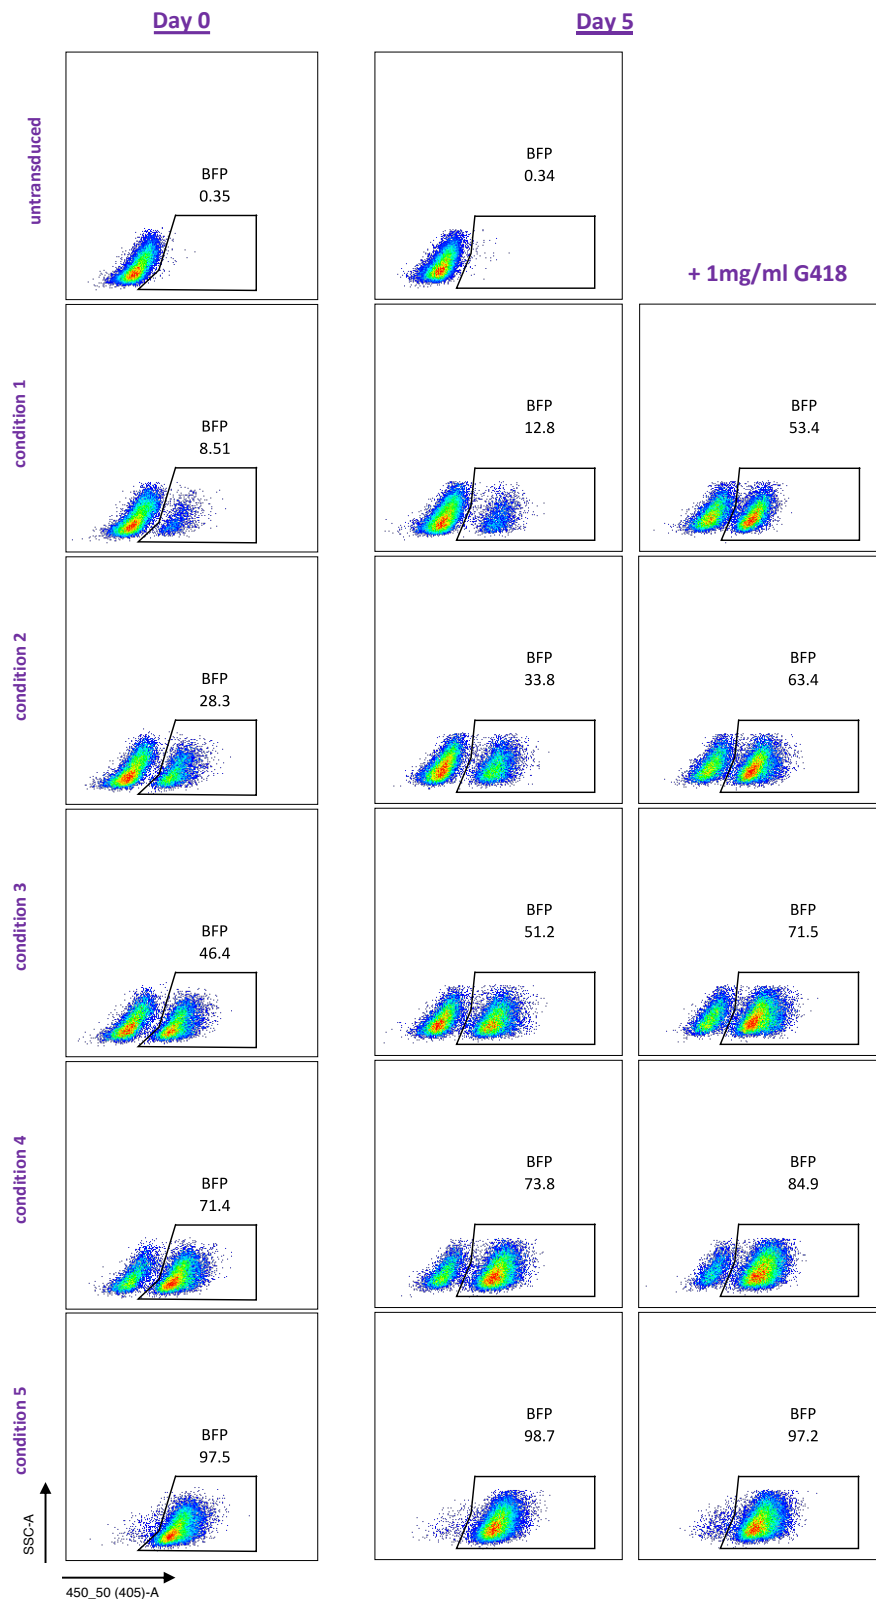 Day 0
Day 5
untransduced
BFP
0.35
BFP
0.34
+ 1mg/ml G418
condition 1
BFP
8.51
BFP
12.8
BFP
53.4
condition 2
BFP
28.3
BFP
33.8
BFP
63.4
condition 3
BFP
46.4
BFP
51.2
BFP
71.5
condition 4
BFP
71.4
BFP
73.8
BFP
84.9
condition 5
BFP
97.5
BFP
98.7
BFP
97.2
SSC-A
450_50 (405)-A